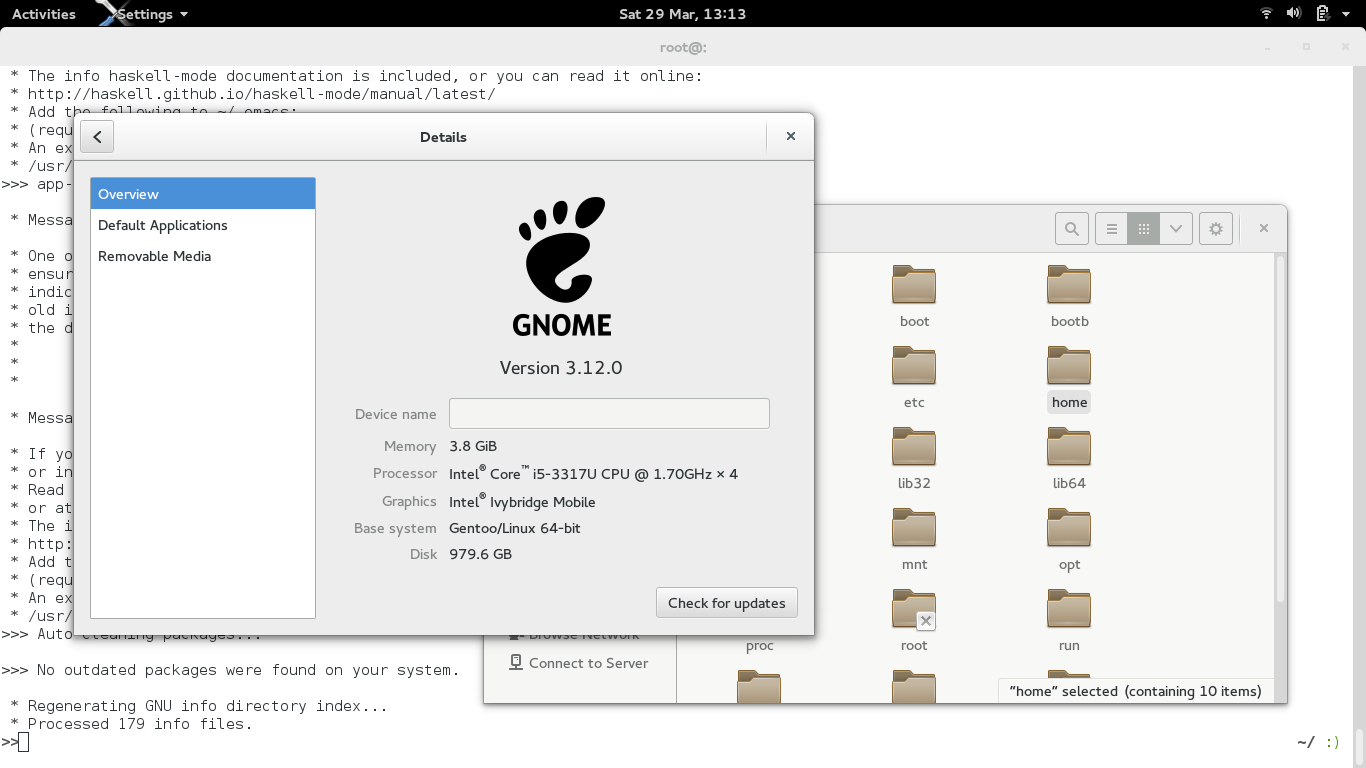 Activities
Settings
Sat 29 Mar, 13:13
root@:
* The info haskell-mode documentation is included, or you can read it online:
* http://haskell.github.io/haskell-mode/manual/latest/
* Add the following to ~/.emacs:
* (requ
* An ex
* /usr/
>>> app-
* Messa
* One o
* ensur
* indic
* old i
* the d
*
*
*
* Messa
* If yo
* or in
* Read
* or at
* The i
* http:
* Add t
* (requ
* An ex
* /usr/
>>> Auto-cleaning packages...
>>> No outdated packages were found on your system.
* Regenerating GNU info directory index...
* Processed 179 info files.
>>
~/ :)
Details
Overview
Default Applications
Removable Media
GNOME
Version 3.12.0
Device name
Memory 3.8 GiB
Processor Intel® Core™ i5-3317U CPU @ 1.70GHz × 4
Graphics Intel® Ivybridge Mobile
Base system Gentoo/Linux 64-bit
Disk 979.6 GB
Check for updates
boot bootb
etc home
lib32 lib64
mnt opt
proc root run
Browse Network
Connect to Server
"home" selected (containing 10 items)